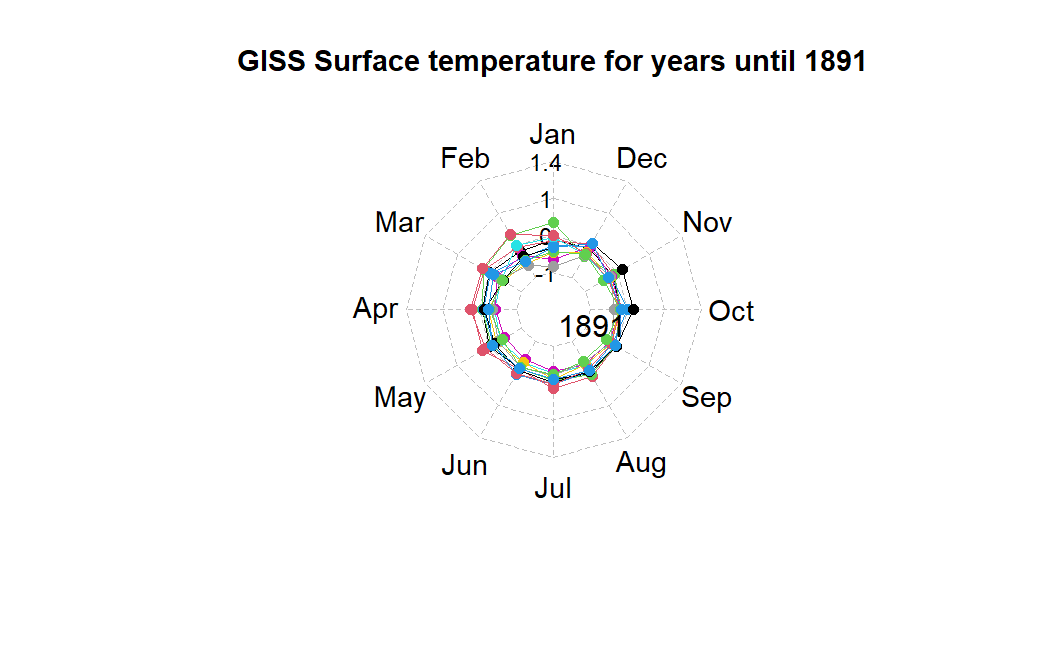 GISS Surface temperature for years until 1891
Jan
Feb
Dec
1.4
Mar
1
Nov
0
-1
Apr
1891
Oct
May
Sep
Jun
Aug
Jul